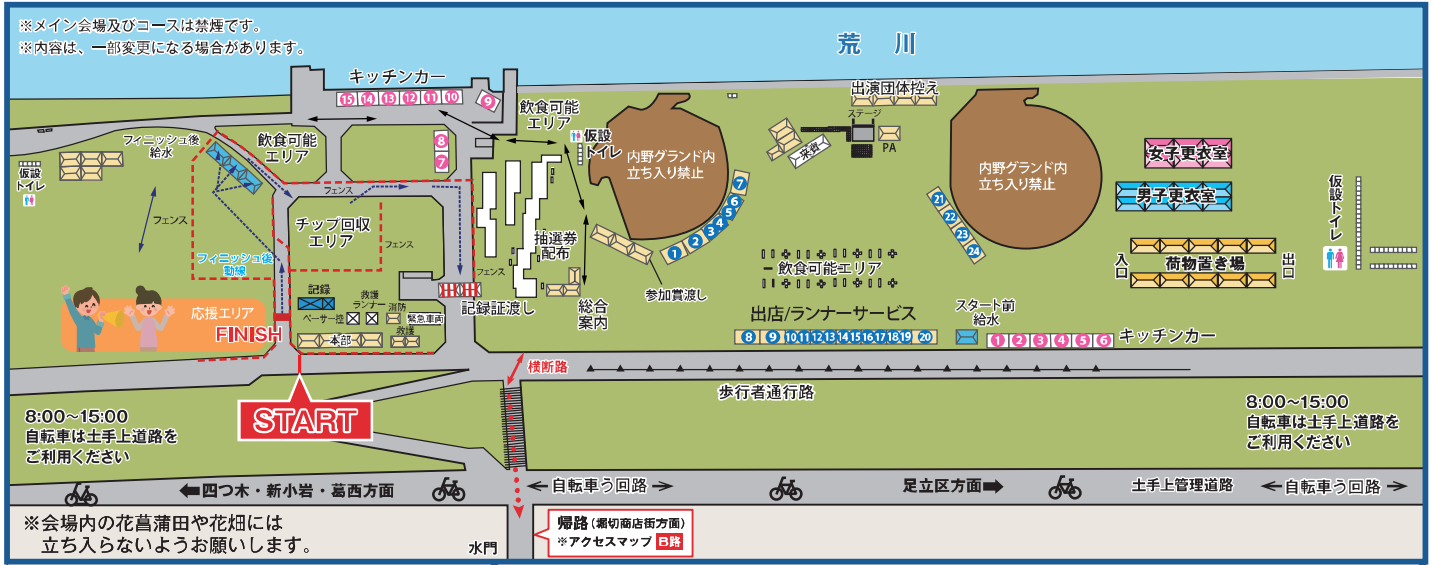 ※メイン会場及びコースは禁煙です。
※内容は、一部変更になる場合があります。
荒 川
キッチンカー
15 14 13 12 11 10 9
8
7
飲食可能
エリア
飲食可能
エリア
仮設
トイレ
フィニッシュ後
給水
仮設
トイレ
フェンス
フェンス
チップ回収
エリア
フェンス
フェンス
フィニッシュ後
動線
応援エリア
FINISH
記録
ペーサー控
救護
ランナー
消防
緊急車両
本部
救護
記録証渡し
抽選券
配布
総合
案内
参加賞渡し
内野グランド内
立ち入り禁止
1 2 3 4 5 6 7
出演団体控え
ステージ
来賓
PA
内野グランド内
立ち入り禁止
21
22
23
24
飲食可能エリア
出店/ランナーサービス
8 9 10 11 12 13 14 15 16 17 18 19 20
スタート前
給水
1 2 3 4 5 6
キッチンカー
女子更衣室
男子更衣室
入口
荷物置き場
出口
仮設トイレ
START
横断路
歩行者通行路
8:00〜15:00
自転車は土手上道路を
ご利用ください
8:00〜15:00
自転車は土手上道路を
ご利用ください
四つ木・新小岩・葛西方面
自転車う回路
足立区方面
土手上管理道路
自転車う回路
※会場内の花菖蒲田や花畑には
立ち入らないようお願いします。
水門
帰路(堀切商店街方面)
※アクセスマップ B路